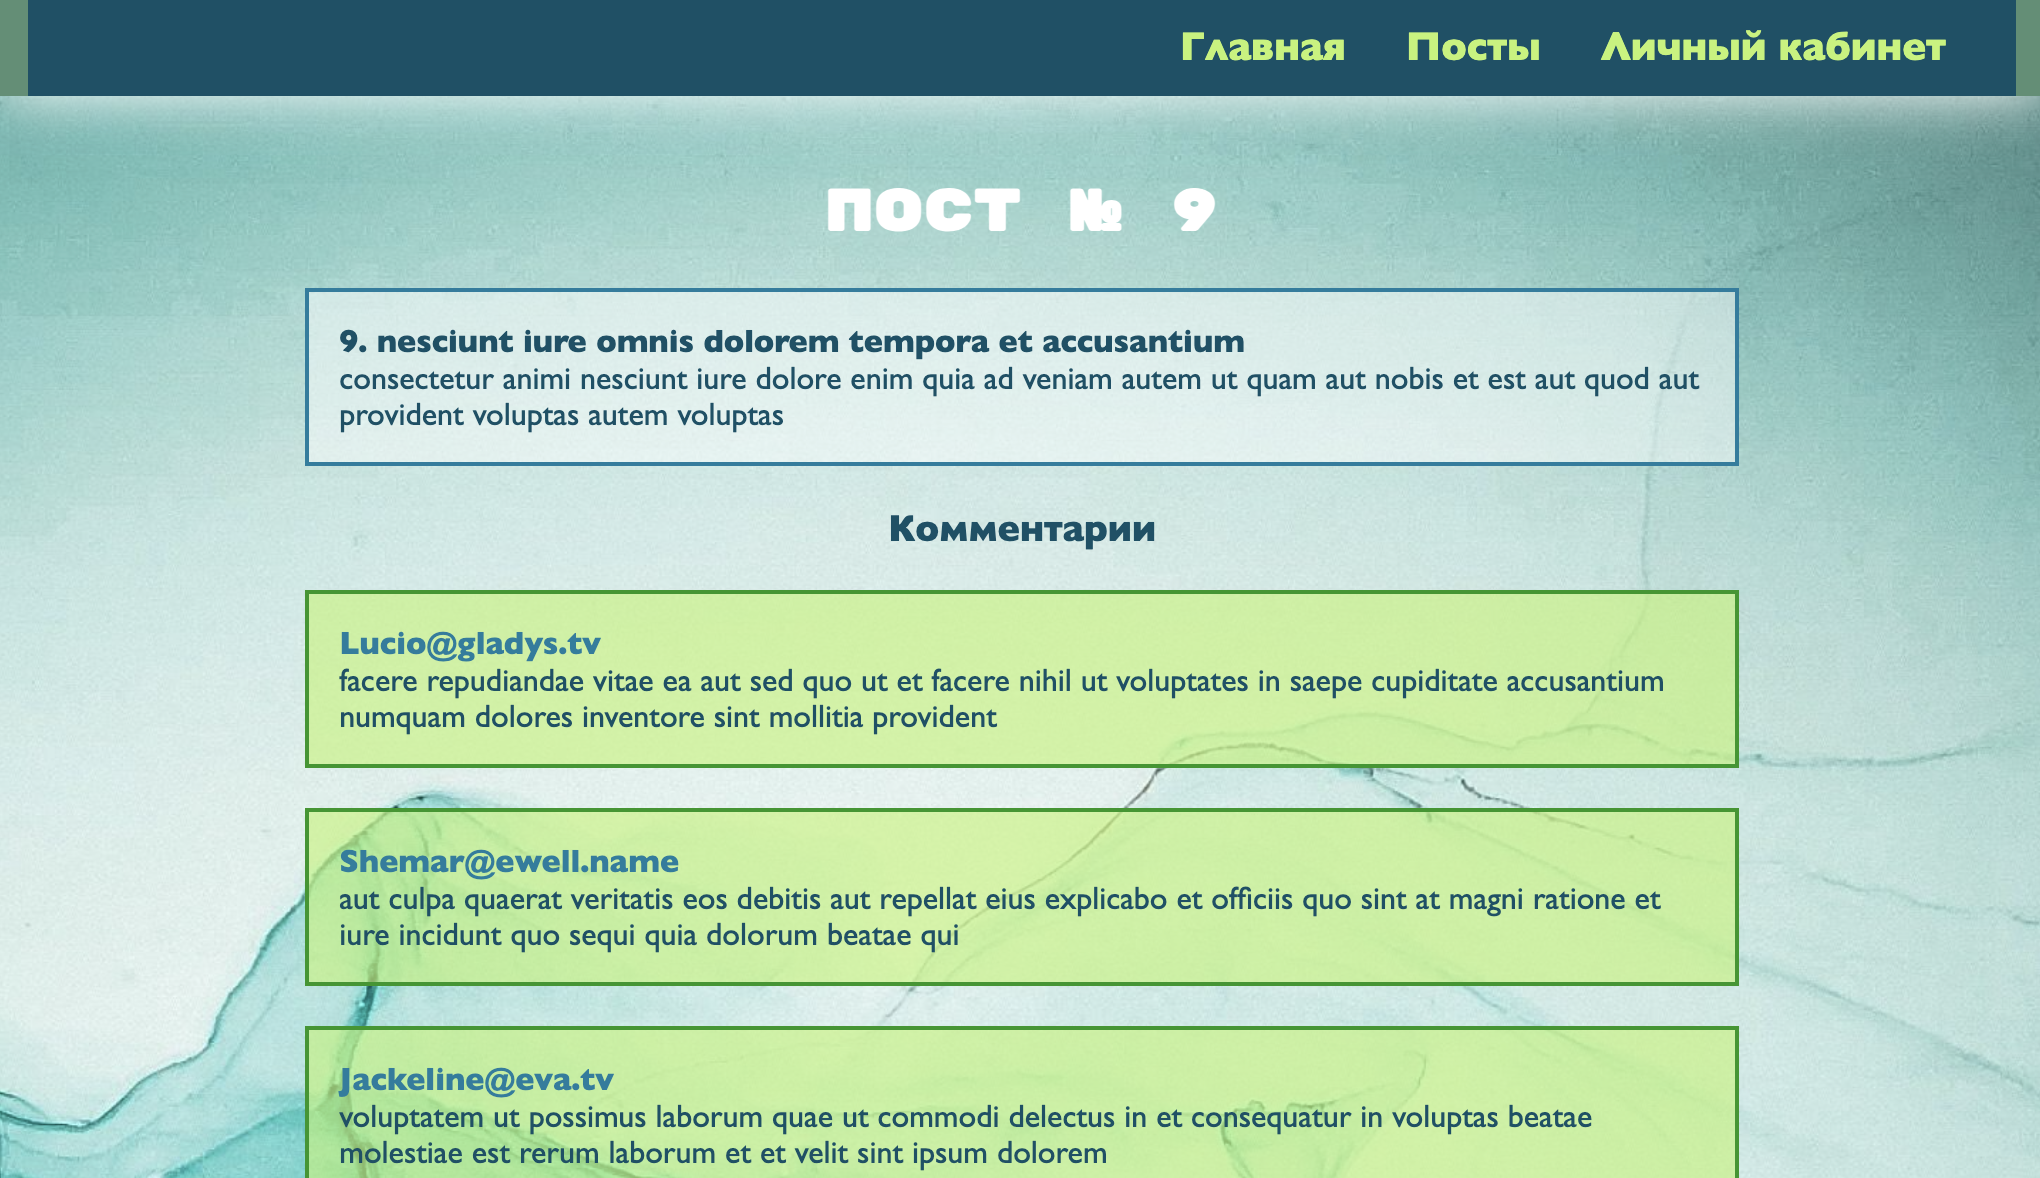 Главная Посты Личный кабинет
ПОСТ № 9
9. nesciunt iure omnis dolorem tempora et accusantium
consectetur animi nesciunt iure dolore enim quia ad veniam autem ut quam aut nobis et est aut quod aut
provident voluptas autem voluptas
Комментарии
Lucio@gladys.tv
facere repudiandae vitae ea aut sed quo ut et facere nihil ut voluptates in saepe cupiditate accusantium
numquam dolores inventore sint mollitia provident
Shemar@ewell.name
aut culpa quaerat veritatis eos debitis aut repellat eius explicabo et officiis quo sint at magni ratione et
iure incidunt quo sequi quia dolorum beatae qui
Jackeline@eva.tv
voluptatem ut possimus laborum quae ut commodi delectus in et consequatur in voluptas beatae
molestiae est rerum laborum et et velit sint ipsum dolorem